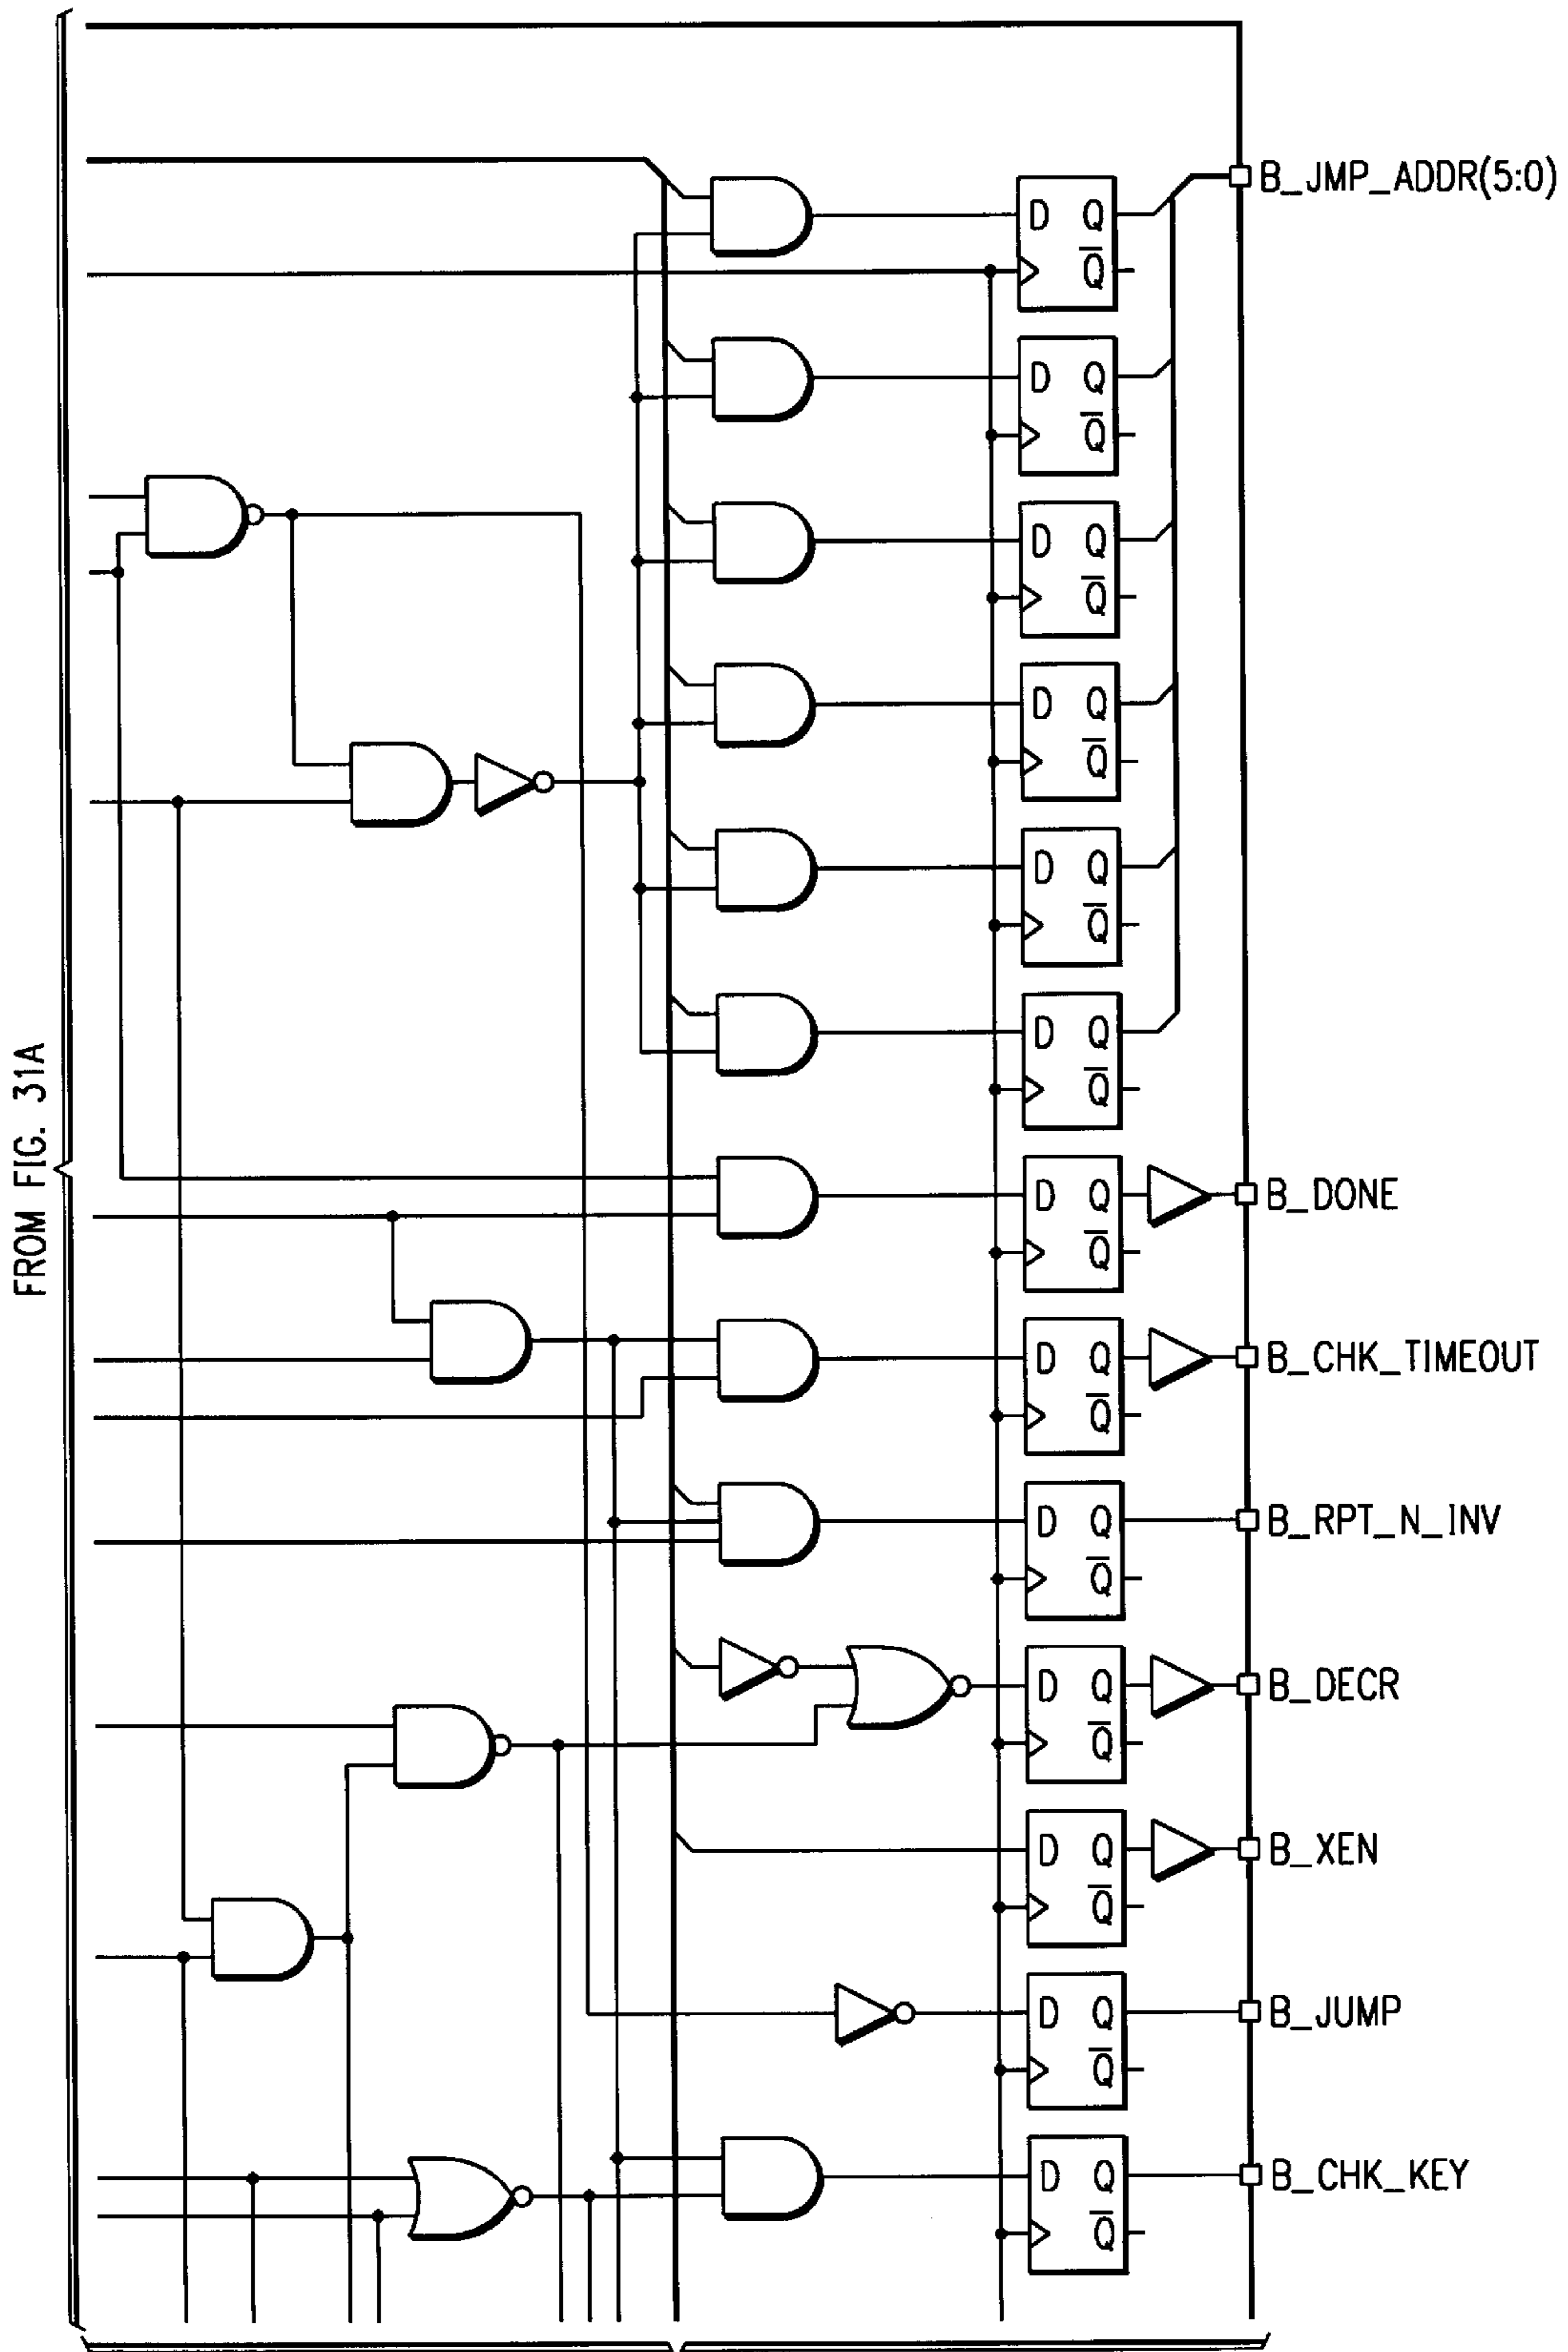 B_JMP_ADDR(5:0)
D Q
Q̅
D Q
Q̅
D Q
Q̅
D Q
Q̅
D Q
Q̅
D Q
Q̅
FROM FIG. 31A
D Q
Q̅
B_DONE
D Q
Q̅
B_CHK_TIMEOUT
D Q
Q̅
B_RPT_N_INV
D Q
Q̅
B_DECR
D Q
Q̅
B_XEN
D Q
Q̅
B_JUMP
D Q
Q̅
B_CHK_KEY